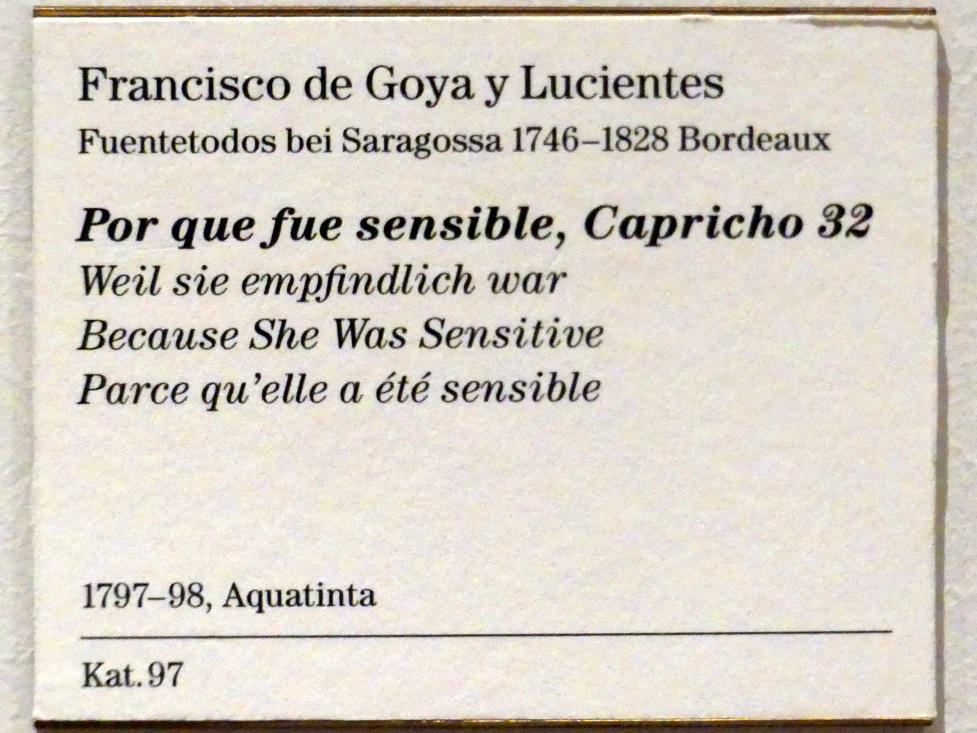 Francisco de Goya y Lucientes
Fuentetodos bei Saragossa 1746–1828 Bordeaux
Por que fue sensible, Capricho 32
Weil sie empfindlich war
Because She Was Sensitive
Parce qu’elle a été sensible
1797–98, Aquatinta
Kat. 97